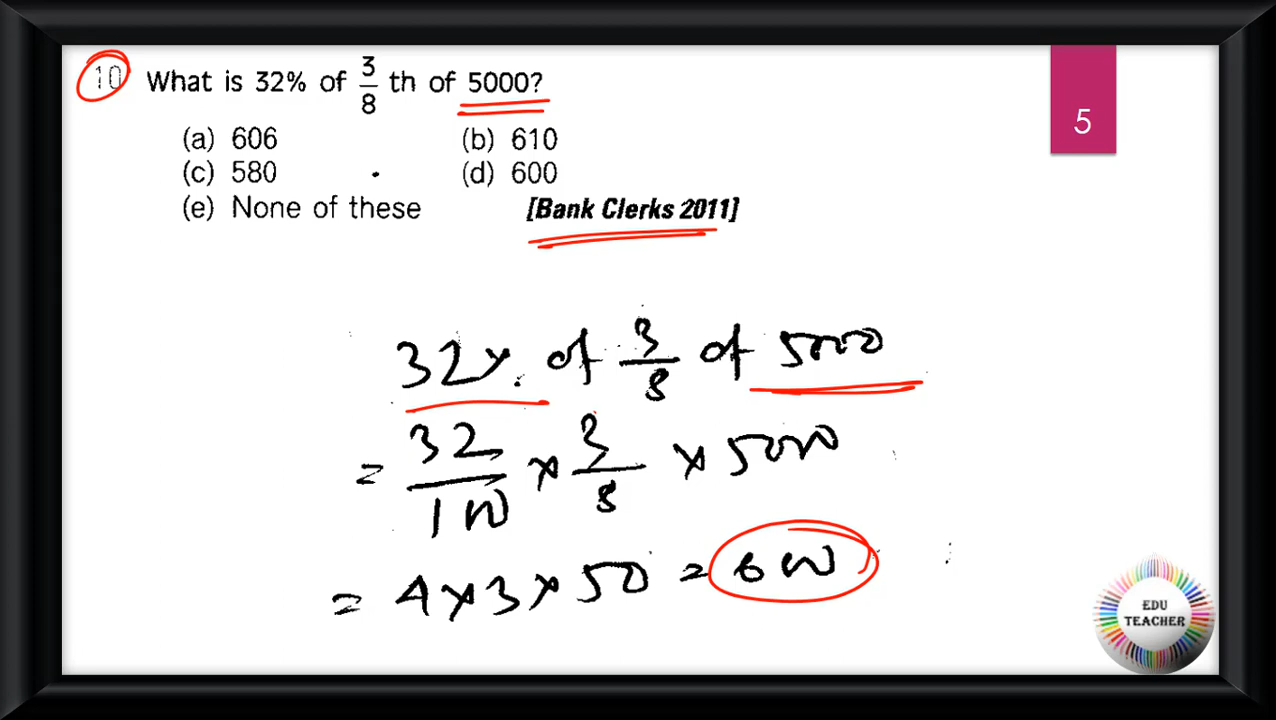 10 What is 32% of 3/8 th of 5000?
(a) 606 (b) 610
(c) 580 (d) 600
(e) None of these [Bank Clerks 2011]
5
32% of 3/8 of 5000
= 32/100 × 3/8 × 5000
= 4 × 3 × 50 = 600
EDU
TEACHER